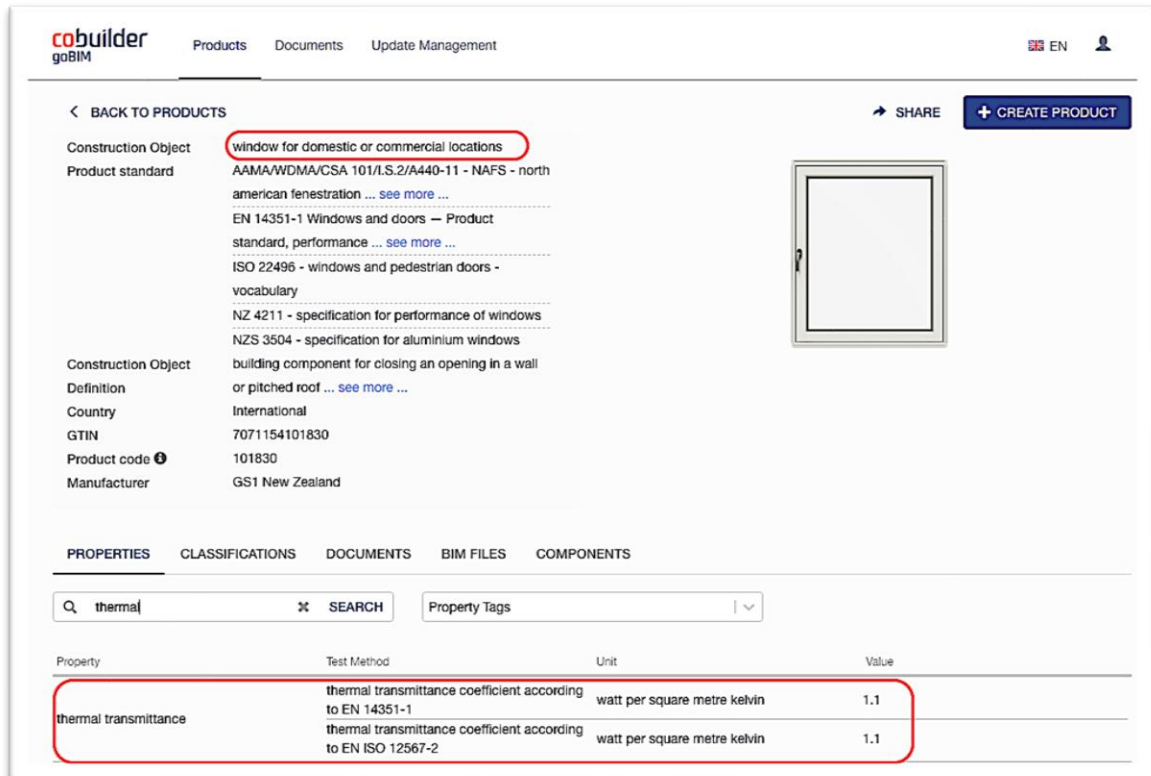 cobuilder
goBIM
Products
Documents
Update Management
EN
BACK TO PRODUCTS
SHARE
+ CREATE PRODUCT
Construction Object
window for domestic or commercial locations
Product standard
AAMA/WDMA/CSA 101/I.S.2/A440-11 - NAFS - north
american fenestration ... see more ...
EN 14351-1 Windows and doors — Product
standard, performance ... see more ...
ISO 22496 - windows and pedestrian doors -
vocabulary
NZ 4211 - specification for performance of windows
NZS 3504 - specification for aluminium windows
Construction Object
Definition
building component for closing an opening in a wall
or pitched roof ... see more ...
Country
International
GTIN
7071154101830
Product code
101830
Manufacturer
GS1 New Zealand
PROPERTIES
CLASSIFICATIONS
DOCUMENTS
BIM FILES
COMPONENTS
thermal
SEARCH
Property Tags
Property
Test Method
Unit
Value
thermal transmittance
thermal transmittance coefficient according
to EN 14351-1
watt per square metre kelvin
1.1
thermal transmittance coefficient according
to EN ISO 12567-2
watt per square metre kelvin
1.1